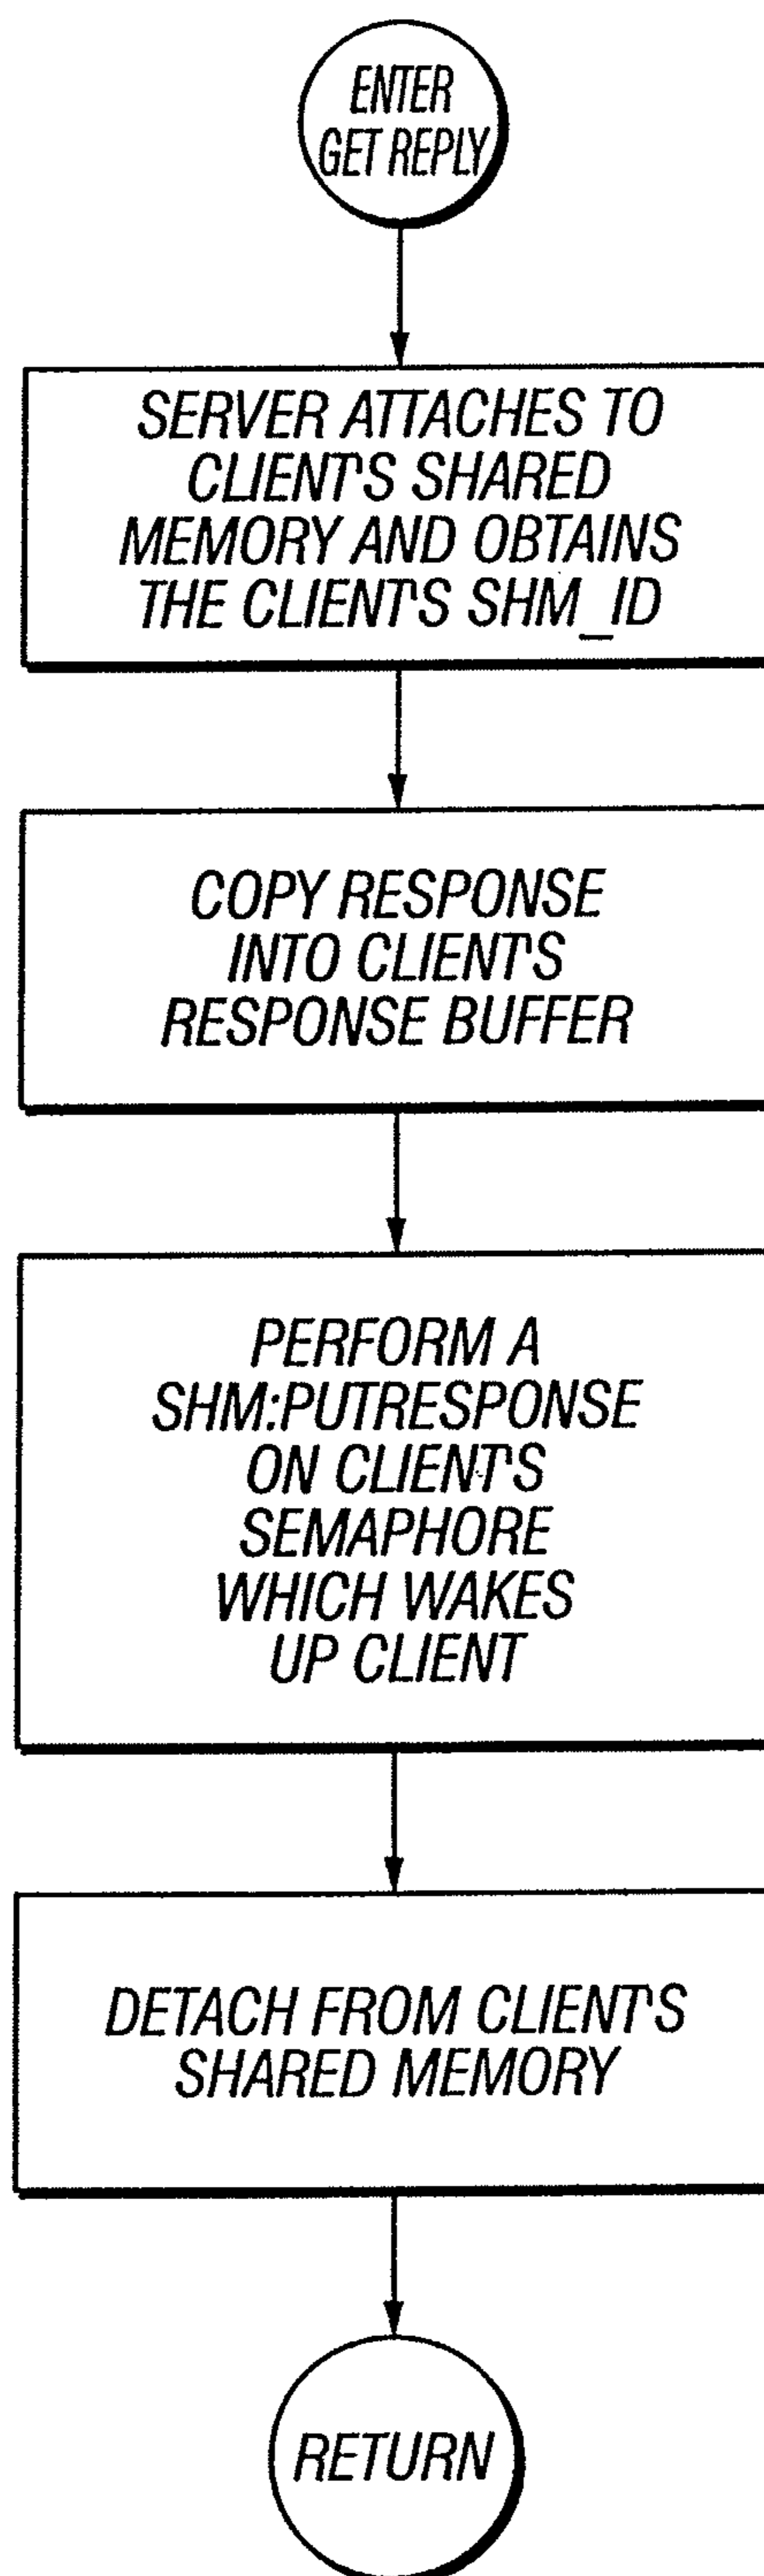 ENTER
GET REPLY
SERVER ATTACHES TO
CLIENT'S SHARED
MEMORY AND OBTAINS
THE CLIENT'S SHM_ID
COPY RESPONSE
INTO CLIENT'S
RESPONSE BUFFER
PERFORM A
SHM:PUTRESPONSE
ON CLIENT'S
SEMAPHORE
WHICH WAKES
UP CLIENT
DETACH FROM CLIENT'S
SHARED MEMORY
RETURN